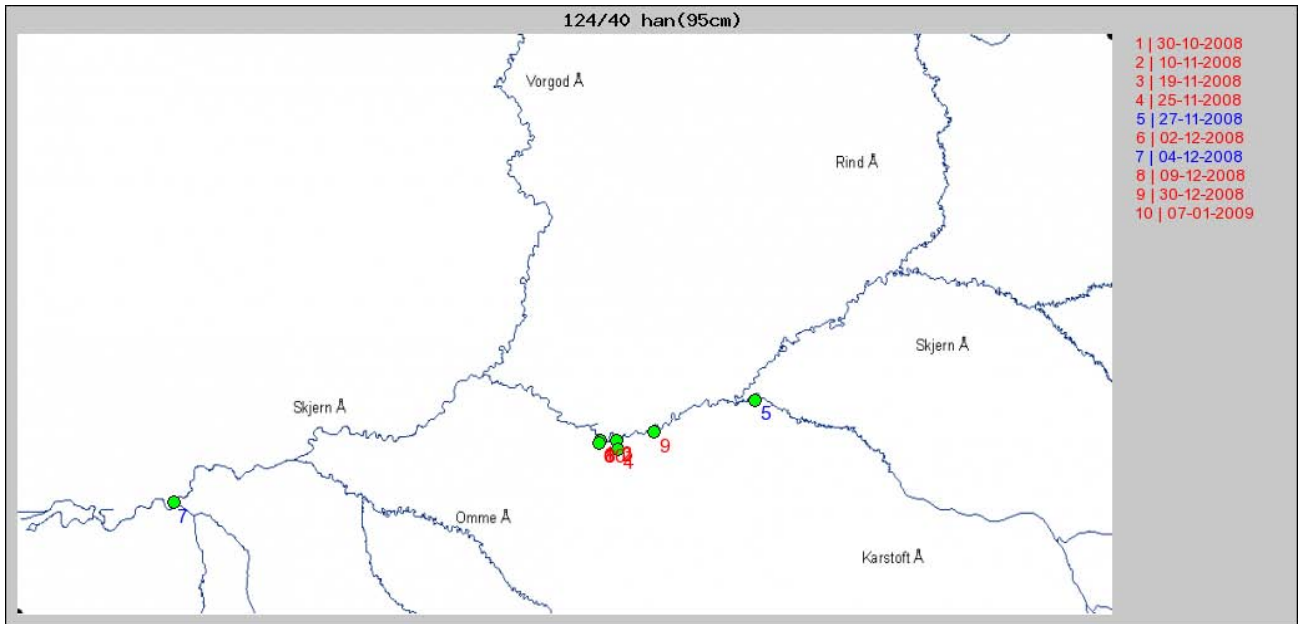 124/40 han(95cm)
1 | 30-10-2008
2 | 10-11-2008
3 | 19-11-2008
4 | 25-11-2008
5 | 27-11-2008
6 | 02-12-2008
7 | 04-12-2008
8 | 09-12-2008
9 | 30-12-2008
10 | 07-01-2009
Vorgod Å
Rind Å
Skjern Å
Skjern Å
5
9
4
7
Omme Å
Karstoft Å